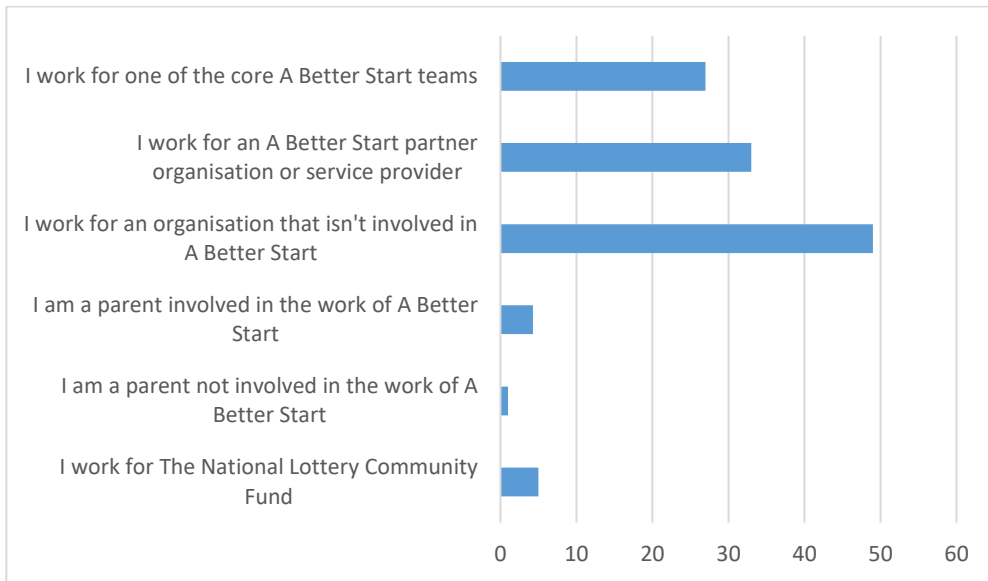 I work for one of the core A Better Start teams
I work for an A Better Start partner
organisation or service provider
I work for an organisation that isn't involved in
A Better Start
I am a parent involved in the work of A Better
Start
I am a parent not involved in the work of A
Better Start
I work for The National Lottery Community
Fund
0 10 20 30 40 50 60